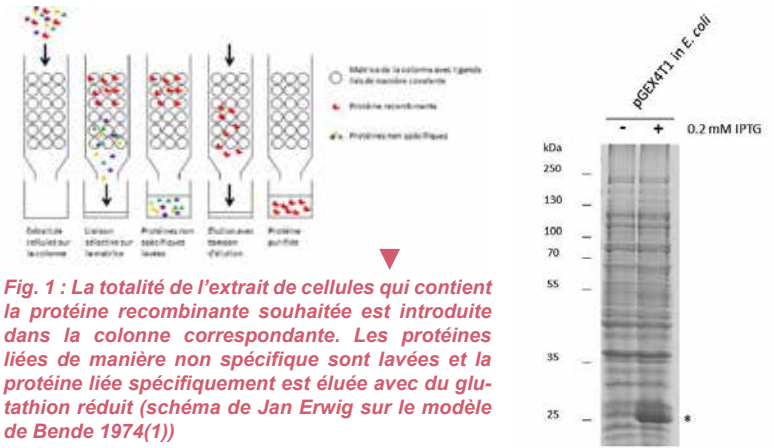 Matrice de la colonne avec ligands
liés de manière covalente
Protéine recombinante
Protéines non spécifiques
Extrait de
cellules sur
la colonne
Liaison
sélective sur
la matrice
Protéines non
spécifiques
lavées
Élution avec
tampon
d'élution
Protéine
purifiée
Fig. 1 : La totalité de l'extrait de cellules qui contient
la protéine recombinante souhaitée est introduite
dans la colonne correspondante. Les protéines
liées de manière non spécifique sont lavées et la
protéine liée spécifiquement est éluée avec du glu-
tathion réduit (schéma de Jan Erwig sur le modèle
de Bende 1974(1))
pGEX4T1 in E. coli
- + 0.2 mM IPTG
kDa
250
130
100
70
55
35
25 *